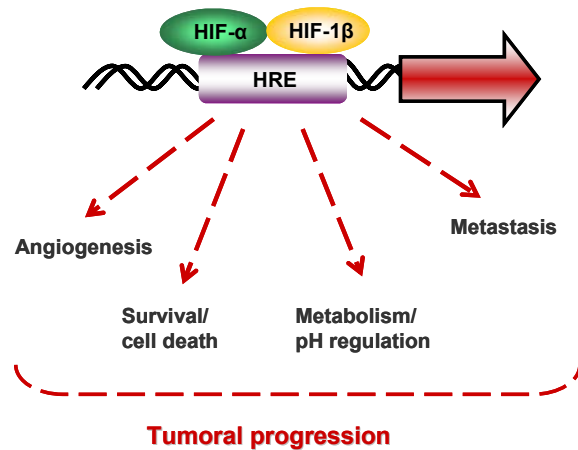 HIF-α
HIF-1β
HRE
Angiogenesis
Metastasis
Survival/
cell death
Metabolism/
pH regulation
Tumoral progression